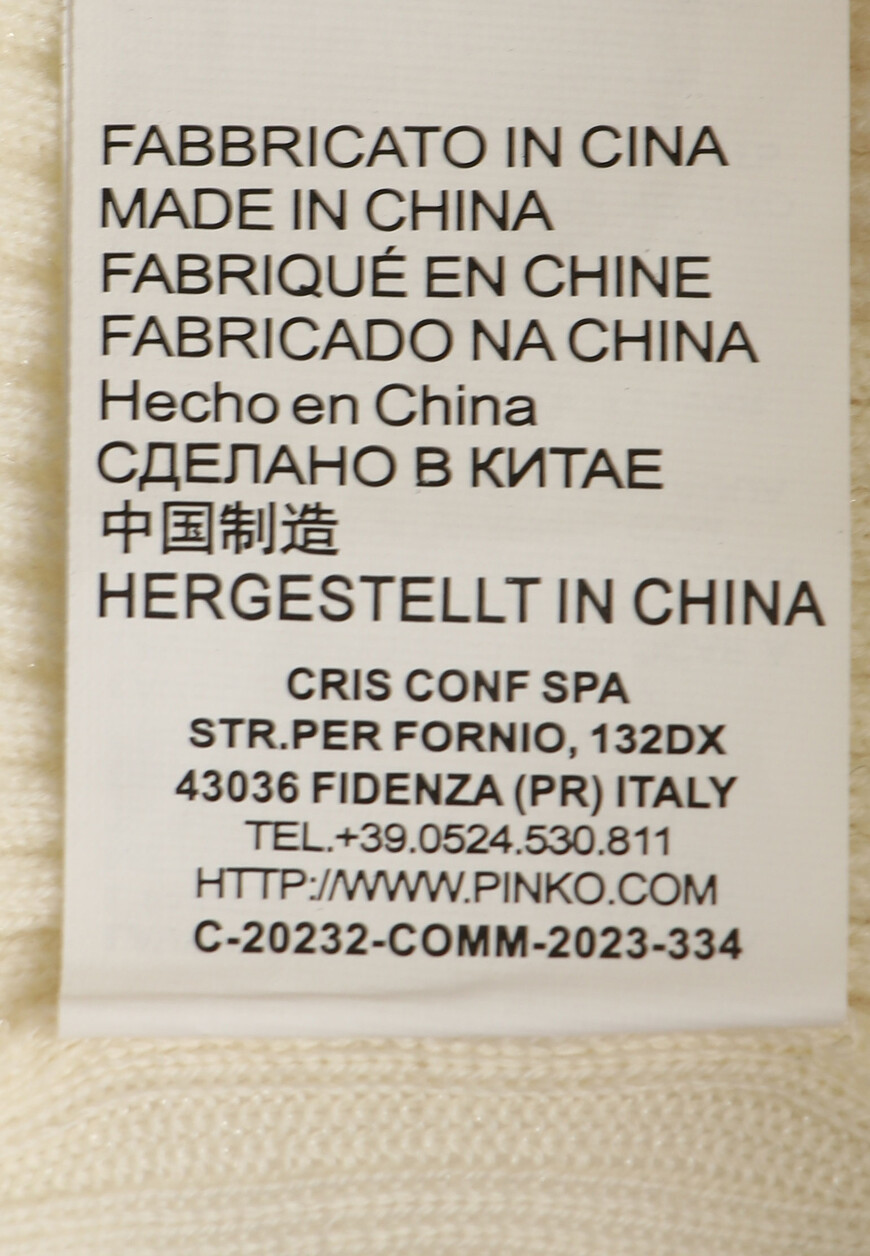 FABBRICATO IN CINA
MADE IN CHINA
FABRIQUÉ EN CHINE
FABRICADO NA CHINA
Hecho en China
СДЕЛАНО В КИТАЕ
中国制造
HERGESTELLT IN CHINA
CRIS CONF SPA
STR.PER FORNIO, 132DX
43036 FIDENZA (PR) ITALY
TEL.+39.0524.530.811
HTTP://WWW.PINKO.COM
C-20232-COMM-2023-334